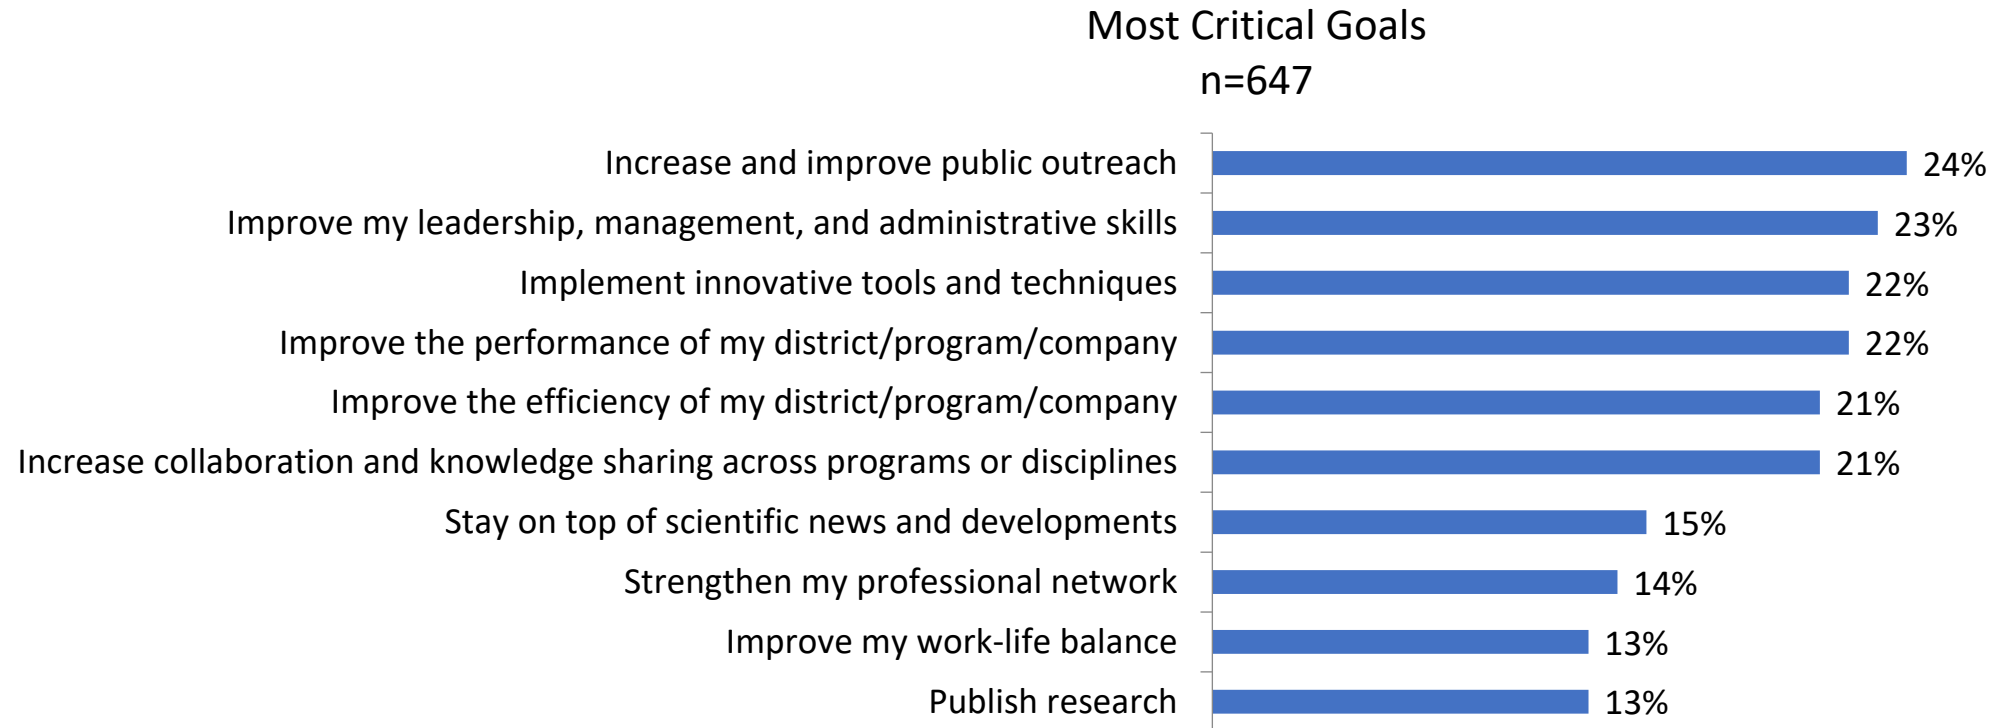 Most Critical Goals
n=647
Increase and improve public outreach 24%
Improve my leadership, management, and administrative skills 23%
Implement innovative tools and techniques 22%
Improve the performance of my district/program/company 22%
Improve the efficiency of my district/program/company 21%
Increase collaboration and knowledge sharing across programs or disciplines 21%
Stay on top of scientific news and developments 15%
Strengthen my professional network 14%
Improve my work-life balance 13%
Publish research 13%